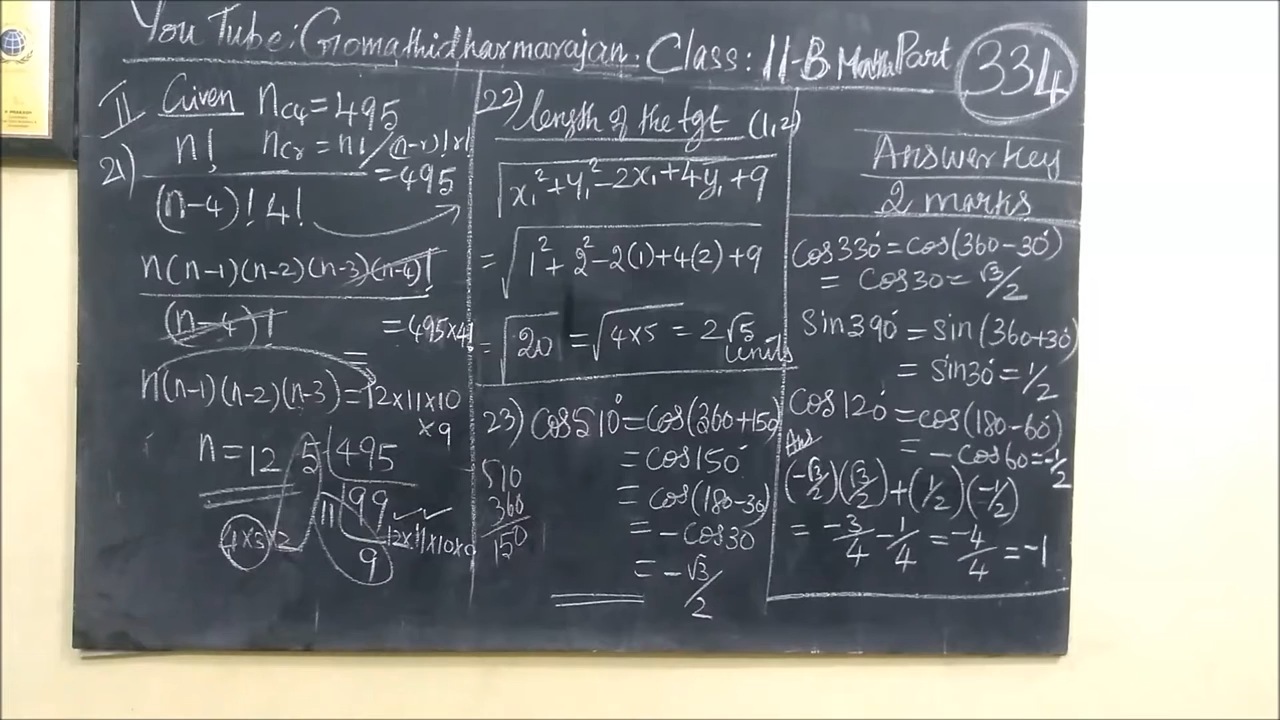 YouTube: Gomathidharmarajan. Class: 11-B Maths Part 334
II Given nC4 = 495
21) n! / (n-4)! 4! = 495
nCr = n! / (n-r)! r!
n(n-1)(n-2)(n-3)(n-4)! / (n-4)! = 495×4!
n(n-1)(n-2)(n-3) = 12×11×10
×9
n = 12
5 | 495
11 | 99
9
4×3×2
12×11×10×9
22) length of the tgt (1,2)
√x₁²+y₁²-2x₁+4y₁+9
= √1²+2²-2(1)+4(2)+9
= √20 = √4×5 = 2√5
units
23) cos510° = cos(360+150)
= cos150°
= cos(180-30)
= -cos30
= -√3/2
510
360
150
Answer key
2 marks
cos330° = cos(360-30°)
= cos30 = √3/2
Sin390° = sin(360+30°)
= sin30° = 1/2
cos120° = cos(180-60°)
= -cos60 = -1/2
Ans
(-√3/2)(√3/2)+(1/2)(-1/2)
= -3/4 - 1/4 = -4/4 = -1